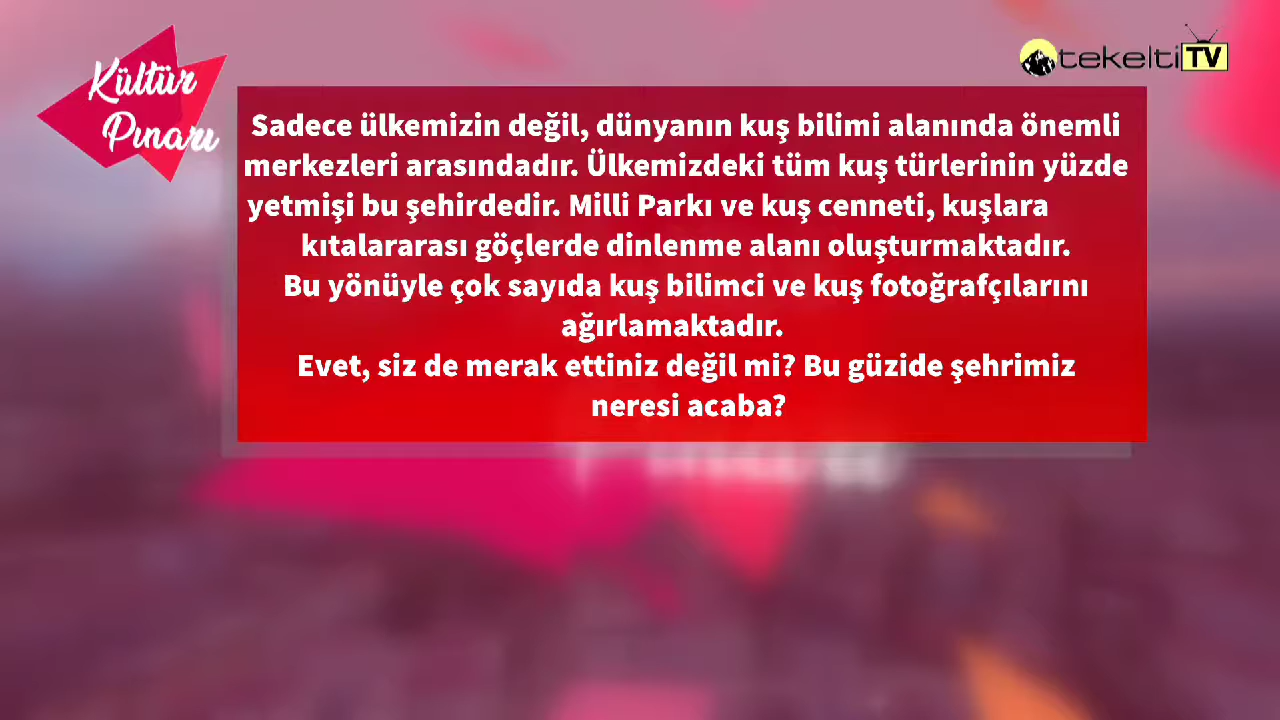 Kültür
Pınarı
tekelti TV
Sadece ülkemizin değil, dünyanın kuş bilimi alanında önemli
merkezleri arasındadır. Ülkemizdeki tüm kuş türlerinin yüzde
yetmişi bu şehirdedir. Milli Parkı ve kuş cenneti, kuşlara
kıtalararası göçlerde dinlenme alanı oluşturmaktadır.
Bu yönüyle çok sayıda kuş bilimci ve kuş fotoğrafçılarını
ağırlamaktadır.
Evet, siz de merak ettiniz değil mi? Bu güzide şehrimiz
neresi acaba?